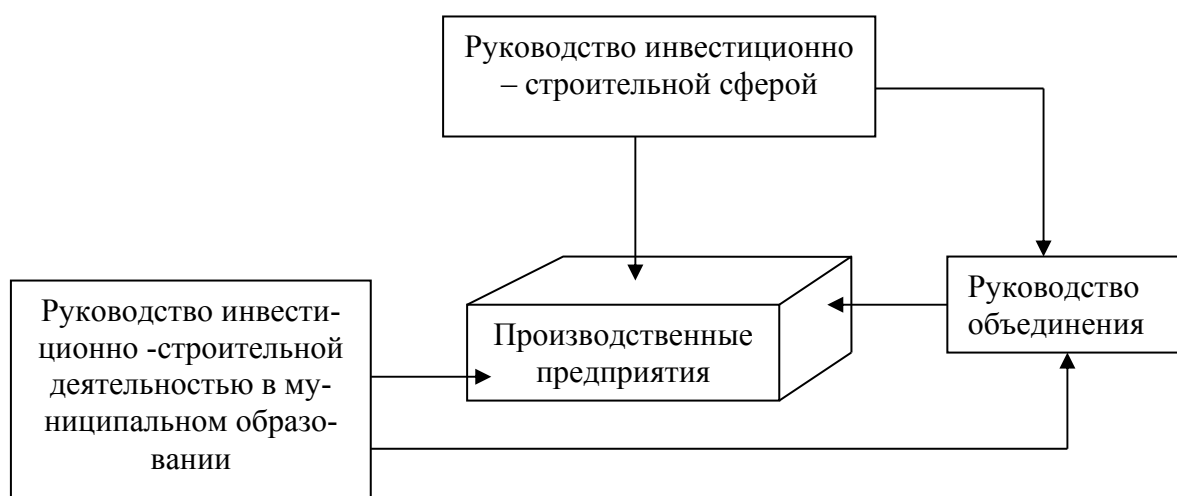 Руководство инвестиционно
– строительной сферой
Руководство инвести-
ционно -строительной
деятельностью в му-
ниципальном образо-
вании
Производственные
предприятия
Руководство
объединения